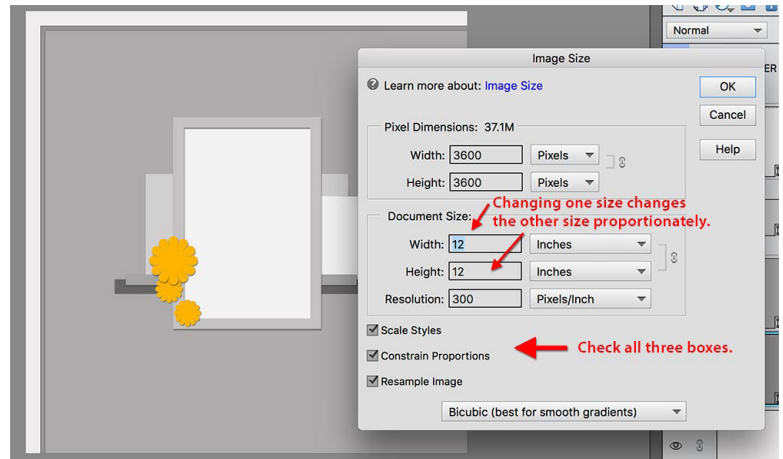 Normal
ER
Image Size
Learn more about: Image Size
OK
Cancel
Help
Pixel Dimensions: 37.1M
Width: 3600 Pixels
Height: 3600 Pixels
Changing one size changes
the other size proportionately.
Document Size:
Width: 12 Inches
Height: 12 Inches
Resolution: 300 Pixels/Inch
Scale Styles
Constrain Proportions
Check all three boxes.
Resample Image
Bicubic (best for smooth gradients)